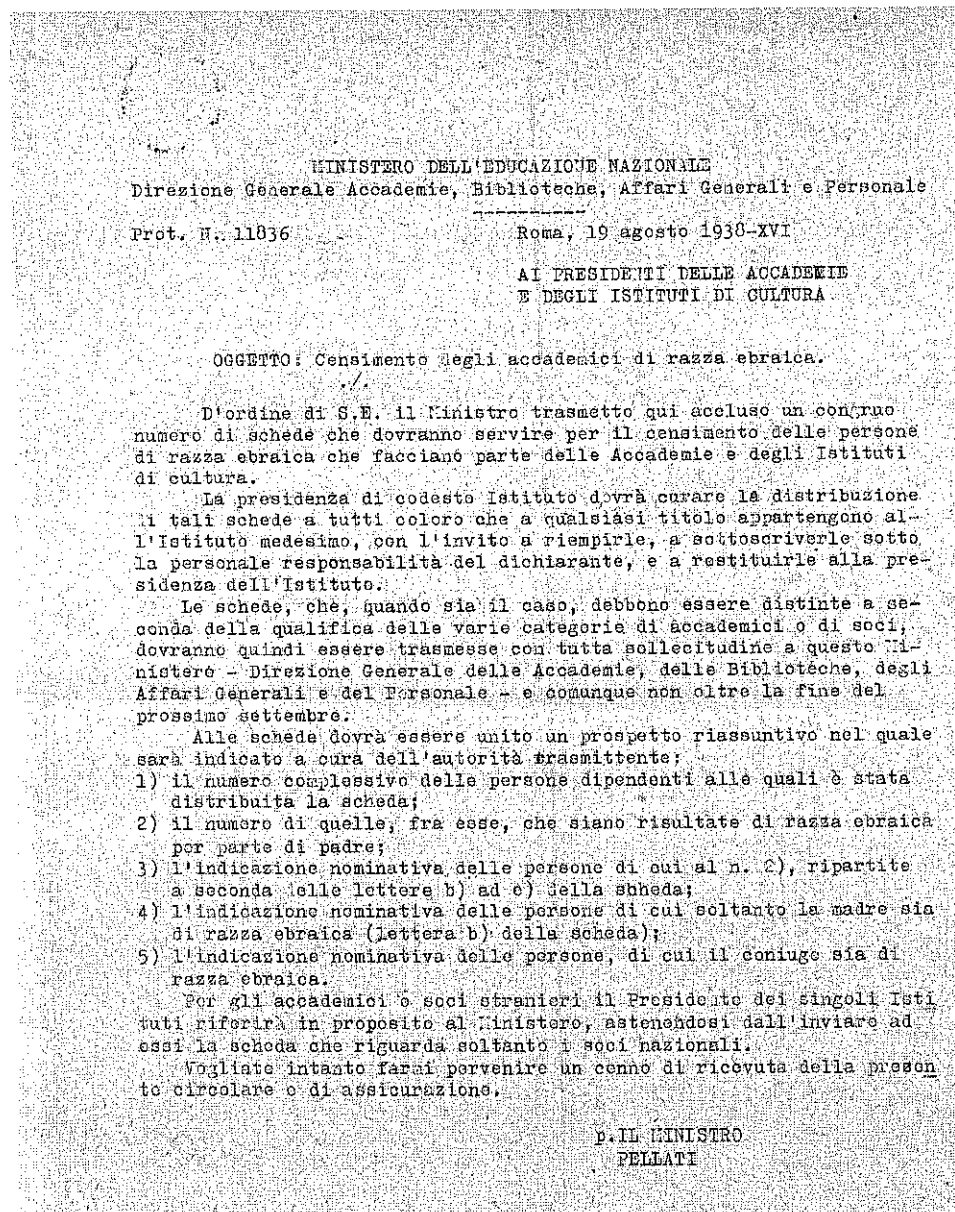 MINISTERO DELL'EDUCAZIONE NAZIONALE
Direzione Generale Accademie, Biblioteche, Affari Generali e Personale
----------
Prot. N. 11836 Roma, 19 agosto 1938-XVI
AI PRESIDENTI DELLE ACCADEMIE
E DEGLI ISTITUTI DI CULTURA
OGGETTO: Censimento degli accademici di razza ebraica.
./.
D'ordine di S.E. il Ministro trasmetto qui accluso un congruo
numero di schede che dovranno servire per il censimento delle persone
di razza ebraica che facciano parte delle Accademie e degli Istituti
di cultura.
La presidenza di codesto Istituto dovrà curare la distribuzione
di tali schede a tutti coloro che a qualsiasi titolo appartengono al-
l'Istituto medesimo, con l'invito a riempirle, a sottoscriverle sotto
la personale responsabilità del dichiarante, e a restituirle alla pre-
sidenza dell'Istituto.
Le schede, che, quando sia il caso, debbono essere distinte a se-
conda della qualifica delle varie categorie di accademici o di soci,
dovranno quindi essere trasmesse con tutta sollecitudine a questo Mi-
nistero - Direzione Generale delle Accademie, delle Biblioteche, degli
Affari Generali e del Personale - e comunque non oltre la fine del
prossimo settembre.
Alle schede dovrà essere unito un prospetto riassuntivo nel quale
sarà indicato a cura dell'autorità trasmittente:
1) il numero complessivo delle persone dipendenti alle quali è stata
distribuita la scheda;
2) il numero di quelle, fra esse, che siano risultate di razza ebraica
per parte di padre;
3) l'indicazione nominativa delle persone di cui al n. 2), ripartite
a seconda delle lettere b) ad e) della sbheda;
4) l'indicazione nominativa delle persone di cui soltanto la madre sia
di razza ebraica (lettera b) della scheda);
5) l'indicazione nominativa delle persone, di cui il coniuge sia di
razza ebraica.
Per gli accademici o soci stranieri il Presidente dei singoli Isti
tuti riferirà in proposito al Ministero, astenendosi dall'inviare ad
essi la scheda che riguarda soltanto i soci nazionali.
Vogliate intanto farmi pervenire un cenno di ricevuta della presen
te circolare e di assicurazione.
p.IL MINISTRO
PELLATI